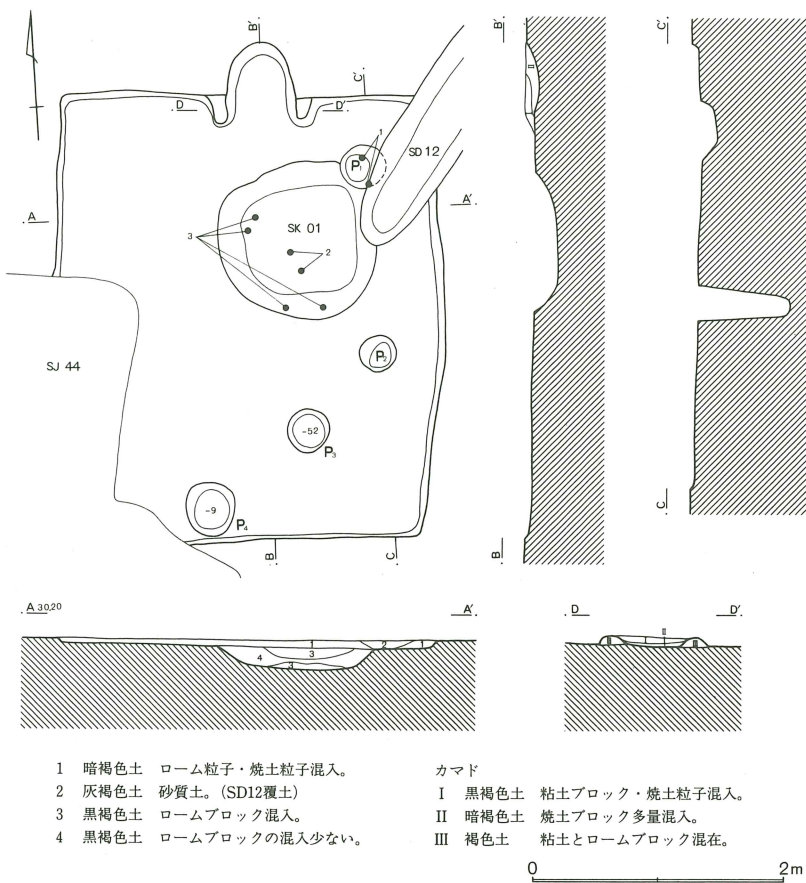 B′
B′
C′
C′
D
D′
1
P₁
SD 12
A
A′
SK 01
3
2
SJ 44
P₂
-52
P₃
-9
P₄
B
C
B
C
II
A 30,20
A′
1
2
1
3
4
3
D
D′
II
I
III
III
1 暗褐色土 ローム粒子・焼土粒子混入。
2 灰褐色土 砂質土。(SD12覆土)
3 黒褐色土 ロームブロック混入。
4 黒褐色土 ロームブロックの混入少ない。
カマド
I 黒褐色土 粘土ブロック・焼土粒子混入。
II 暗褐色土 焼土ブロック多量混入。
III 褐色土 粘土とロームブロック混在。
0 2m